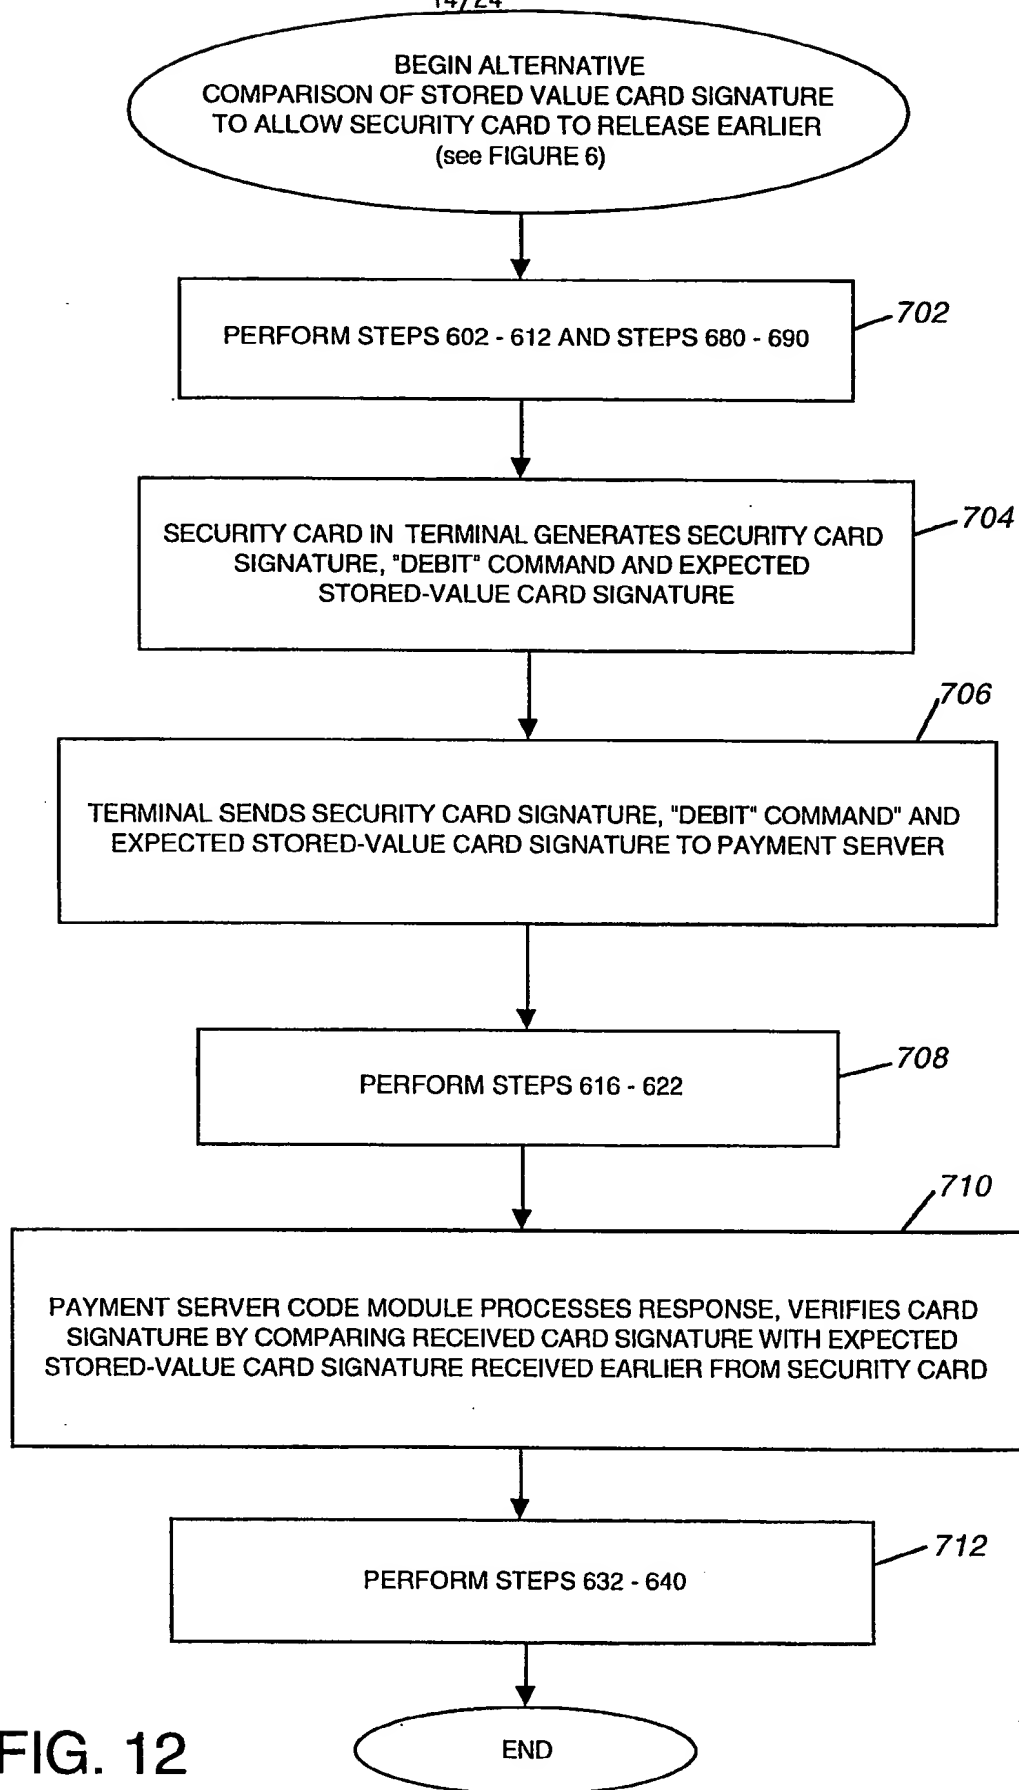 14/24
BEGIN ALTERNATIVE
COMPARISON OF STORED VALUE CARD SIGNATURE
TO ALLOW SECURITY CARD TO RELEASE EARLIER
(see FIGURE 6)
702
PERFORM STEPS 602 - 612 AND STEPS 680 - 690
704
SECURITY CARD IN TERMINAL GENERATES SECURITY CARD
SIGNATURE, "DEBIT" COMMAND AND EXPECTED
STORED-VALUE CARD SIGNATURE
706
TERMINAL SENDS SECURITY CARD SIGNATURE, "DEBIT" COMMAND" AND
EXPECTED STORED-VALUE CARD SIGNATURE TO PAYMENT SERVER
708
PERFORM STEPS 616 - 622
710
PAYMENT SERVER CODE MODULE PROCESSES RESPONSE, VERIFIES CARD
SIGNATURE BY COMPARING RECEIVED CARD SIGNATURE WITH EXPECTED
STORED-VALUE CARD SIGNATURE RECEIVED EARLIER FROM SECURITY CARD
712
PERFORM STEPS 632 - 640
END
FIG. 12